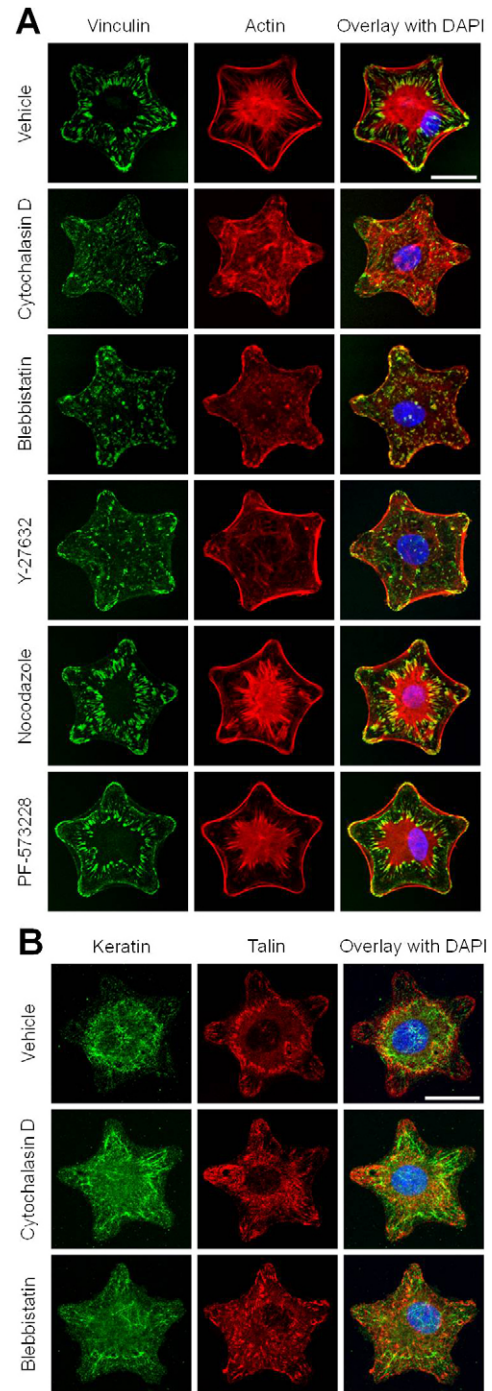 A
Vinculin Actin Overlay with DAPI
Vehicle
Cytochalasin D
Blebbistatin
Y-27632
Nocodazole
PF-573228
B
Keratin Talin Overlay with DAPI
Vehicle
Cytochalasin D
Blebbistatin